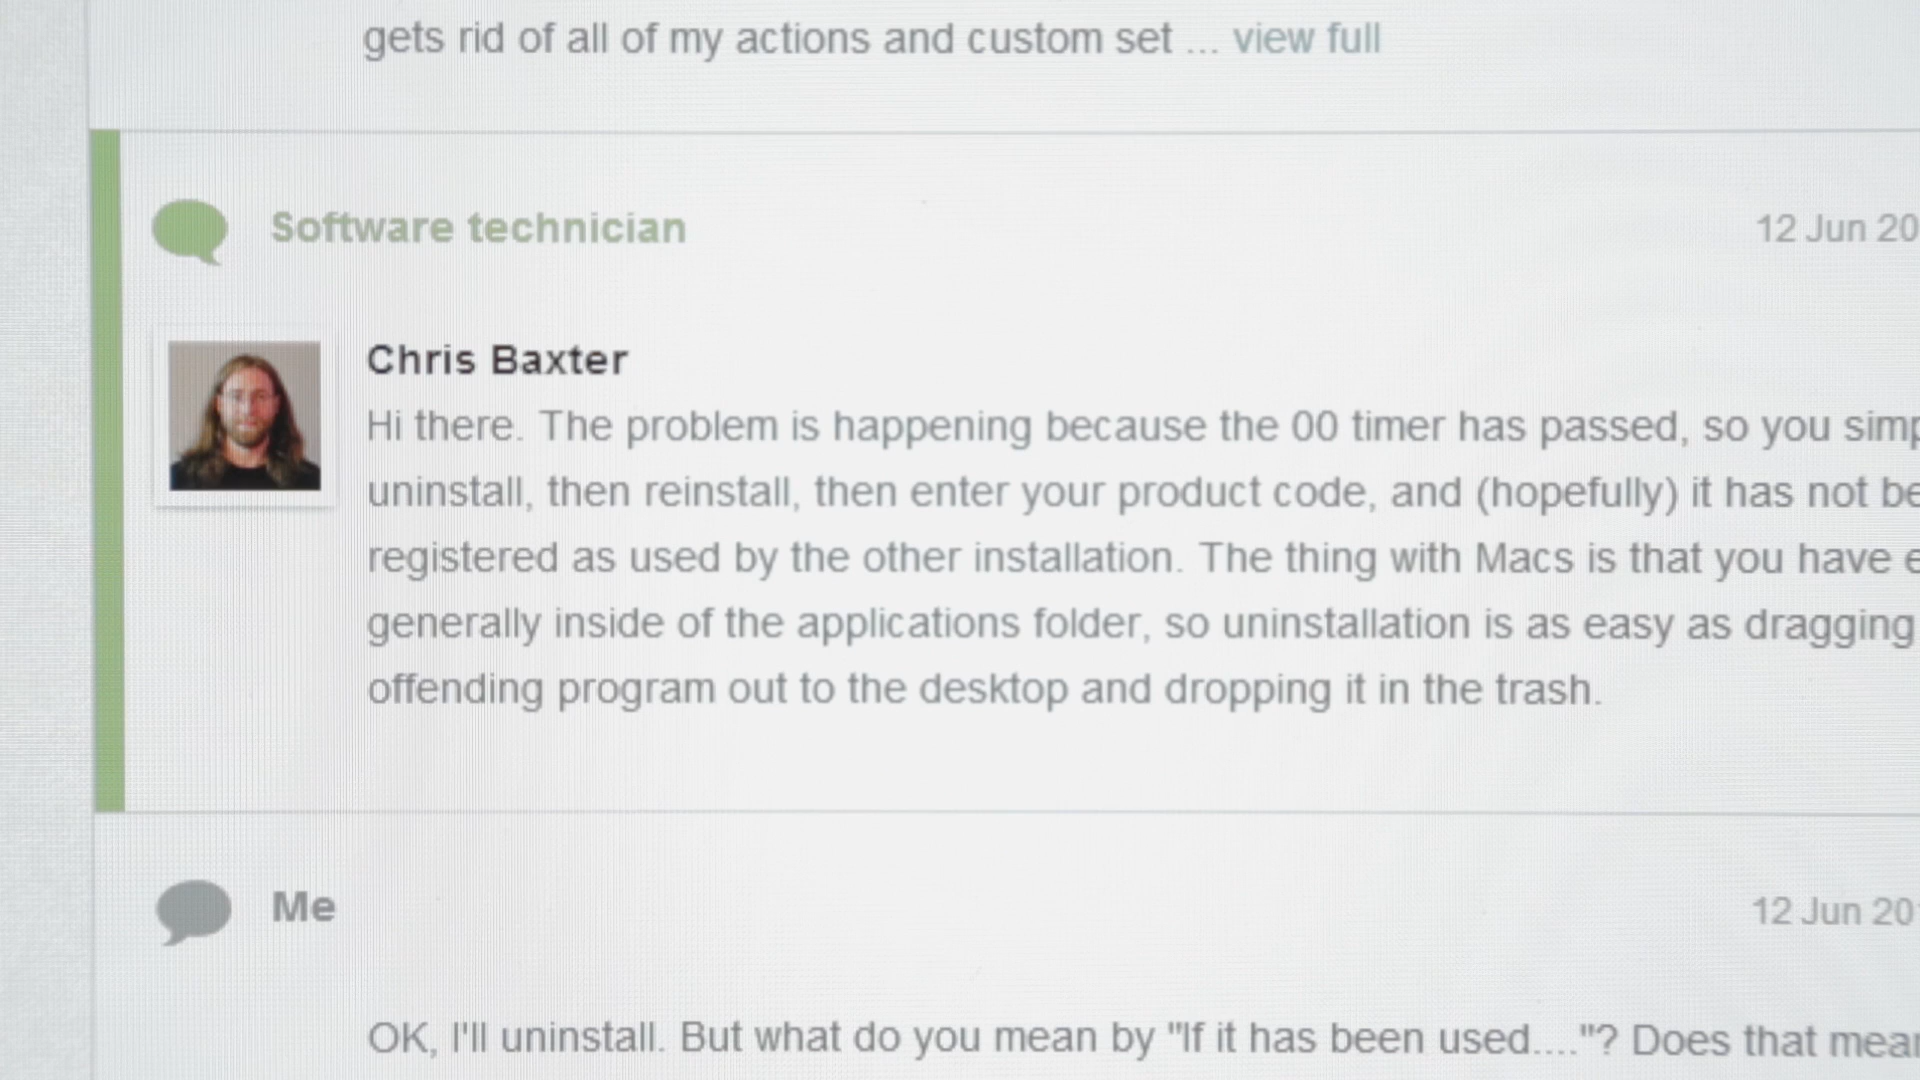 gets rid of all of my actions and custom set ... view full
Software technician
12 Jun 20
Chris Baxter
Hi there. The problem is happening because the 00 timer has passed, so you simp
uninstall, then reinstall, then enter your product code, and (hopefully) it has not be
registered as used by the other installation. The thing with Macs is that you have e
generally inside of the applications folder, so uninstallation is as easy as dragging
offending program out to the desktop and dropping it in the trash.
Me
12 Jun 20
OK, I'll uninstall. But what do you mean by "If it has been used...."? Does that mean